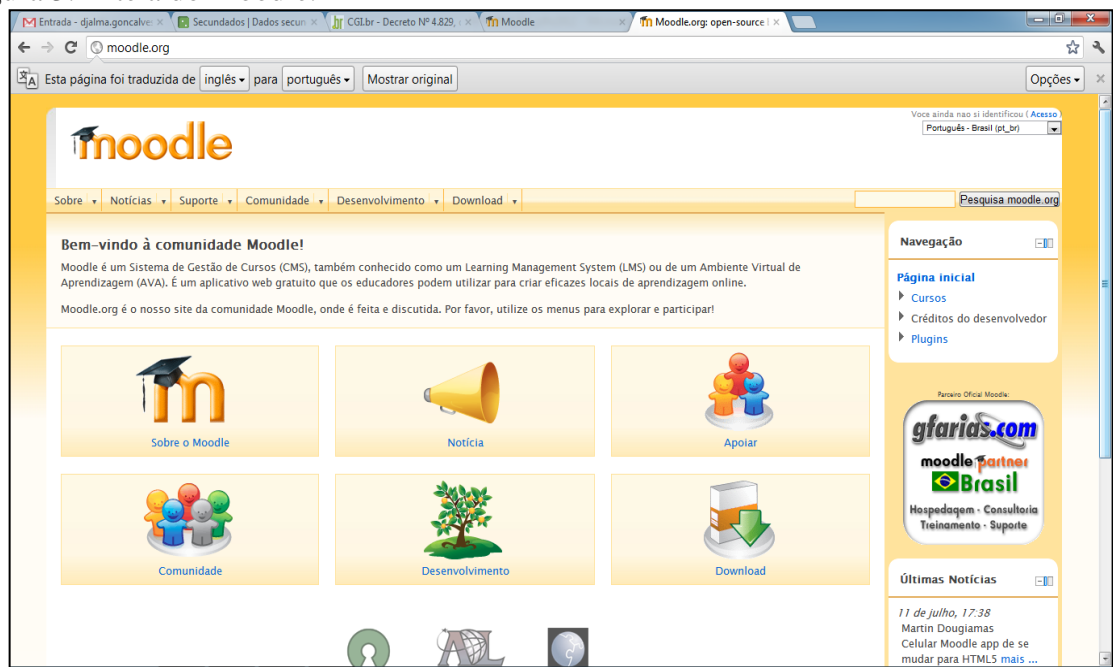 Entrada - djalma.goncalve
Secundados | Dados secun
CGI.br - Decreto Nº 4.829,
Moodle
Moodle.org: open-source
moodle.org
Esta página foi traduzida de inglês para português Mostrar original Opções
Voce ainda nao si identificou (Acesso)
Português - Brasil (pt_br)
moodle
Sobre Notícias Suporte Comunidade Desenvolvimento Download Pesquisa moodle.org
Bem-vindo à comunidade Moodle!
Moodle é um Sistema de Gestão de Cursos (CMS), também conhecido como um Learning Management System (LMS) ou de um Ambiente Virtual de
Aprendizagem (AVA). É um aplicativo web gratuito que os educadores podem utilizar para criar eficazes locais de aprendizagem online.
Moodle.org é o nosso site da comunidade Moodle, onde é feita e discutida. Por favor, utilize os menus para explorar e participar!
Sobre o Moodle
Notícia
Apoiar
Comunidade
Desenvolvimento
Download
Navegação
Página inicial
Cursos
Créditos do desenvolvedor
Plugins
Parceiro Oficial Moodle:
gfarias.com
moodle partner
Brasil
Hospedagem - Consultoria
Treinamento - Suporte
Últimas Notícias
11 de julho, 17:38
Martin Dougiamas
Celular Moodle app de se
mudar para HTML5 mais ...